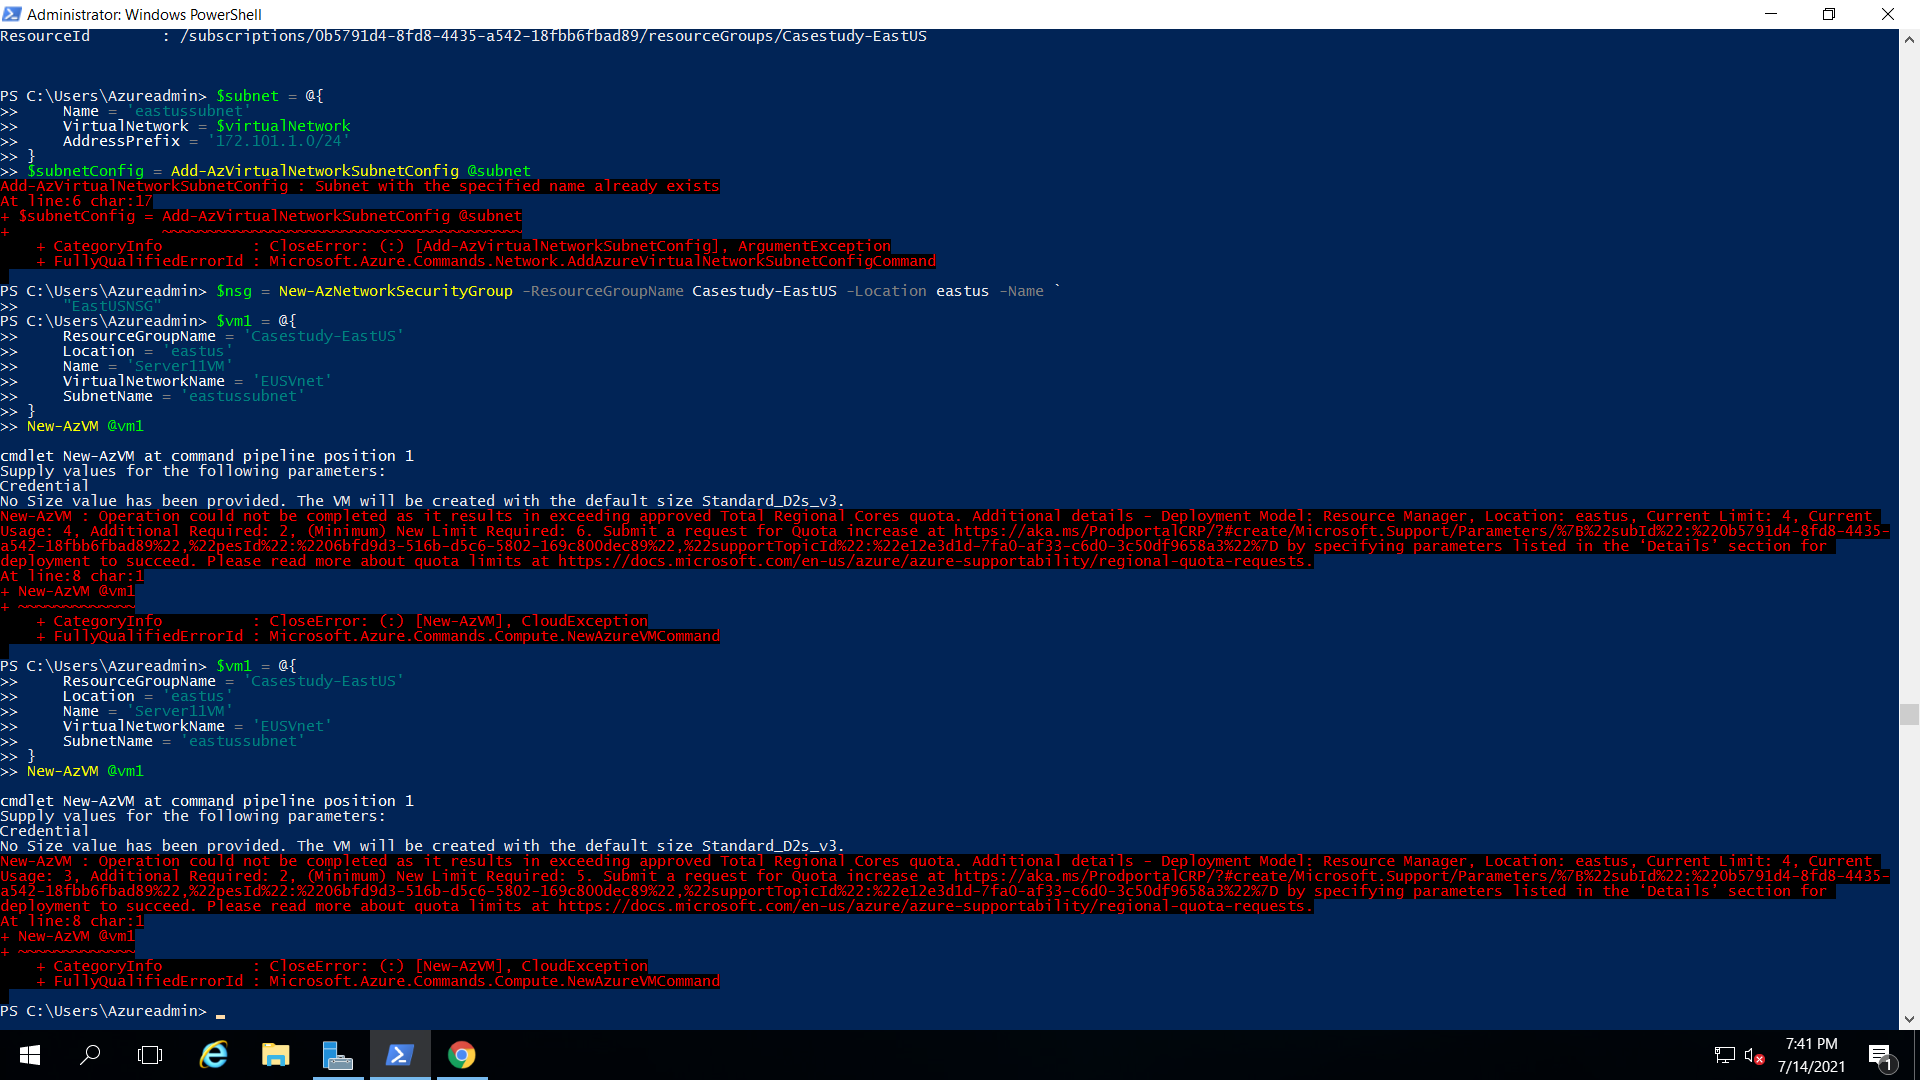 Administrator: Windows PowerShell
ResourceId        : /subscriptions/0b5791d4-8fd8-4435-a542-18fbb6fbad89/resourceGroups/Casestudy-EastUS
PS C:\Users\Azureadmin> $subnet = @{
>>     Name = 'eastussubnet'
>>     VirtualNetwork = $virtualNetwork
>>     AddressPrefix = '172.101.1.0/24'
>> }
>> $subnetConfig = Add-AzVirtualNetworkSubnetConfig @subnet
Add-AzVirtualNetworkSubnetConfig : Subnet with the specified name already exists
At line:6 char:17
+ $subnetConfig = Add-AzVirtualNetworkSubnetConfig @subnet
+                 ~~~~~~~~~~~~~~~~~~~~~~~~~~~~~~~~~~~~~~~~
    + CategoryInfo          : CloseError: (:) [Add-AzVirtualNetworkSubnetConfig], ArgumentException
    + FullyQualifiedErrorId : Microsoft.Azure.Commands.Network.AddAzureVirtualNetworkSubnetConfigCommand
PS C:\Users\Azureadmin> $nsg = New-AzNetworkSecurityGroup -ResourceGroupName Casestudy-EastUS -Location eastus -Name `
>>     "EastUSNSG"
PS C:\Users\Azureadmin> $vm1 = @{
>>     ResourceGroupName = 'Casestudy-EastUS'
>>     Location = 'eastus'
>>     Name = 'Server11VM'
>>     VirtualNetworkName = 'EUSVnet'
>>     SubnetName = 'eastussubnet'
>> }
>> New-AzVM @vm1
cmdlet New-AzVM at command pipeline position 1
Supply values for the following parameters:
Credential
No Size value has been provided. The VM will be created with the default size Standard_D2s_v3.
New-AzVM : Operation could not be completed as it results in exceeding approved Total Regional Cores quota. Additional details - Deployment Model: Resource Manager, Location: eastus, Current Limit: 4, Current
Usage: 4, Additional Required: 2, (Minimum) New Limit Required: 6. Submit a request for Quota increase at https://aka.ms/ProdportalCRP/?#create/Microsoft.Support/Parameters/%7B%22subId%22:%220b5791d4-8fd8-4435-
a542-18fbb6fbad89%22,%22pesId%22:%2206bfd9d3-516b-d5c6-5802-169c800dec89%22,%22supportTopicId%22:%22e12e3d1d-7fa0-af33-c6d0-3c50df9658a3%22%7D by specifying parameters listed in the 'Details' section for
deployment to succeed. Please read more about quota limits at https://docs.microsoft.com/en-us/azure/azure-supportability/regional-quota-requests.
At line:8 char:1
+ New-AzVM @vm1
+ ~~~~~~~~~~~~~
    + CategoryInfo          : CloseError: (:) [New-AzVM], CloudException
    + FullyQualifiedErrorId : Microsoft.Azure.Commands.Compute.NewAzureVMCommand
PS C:\Users\Azureadmin> $vm1 = @{
>>     ResourceGroupName = 'Casestudy-EastUS'
>>     Location = 'eastus'
>>     Name = 'Server11VM'
>>     VirtualNetworkName = 'EUSVnet'
>>     SubnetName = 'eastussubnet'
>> }
>> New-AzVM @vm1
cmdlet New-AzVM at command pipeline position 1
Supply values for the following parameters:
Credential
No Size value has been provided. The VM will be created with the default size Standard_D2s_v3.
New-AzVM : Operation could not be completed as it results in exceeding approved Total Regional Cores quota. Additional details - Deployment Model: Resource Manager, Location: eastus, Current Limit: 4, Current
Usage: 3, Additional Required: 2, (Minimum) New Limit Required: 5. Submit a request for Quota increase at https://aka.ms/ProdportalCRP/?#create/Microsoft.Support/Parameters/%7B%22subId%22:%220b5791d4-8fd8-4435-
a542-18fbb6fbad89%22,%22pesId%22:%2206bfd9d3-516b-d5c6-5802-169c800dec89%22,%22supportTopicId%22:%22e12e3d1d-7fa0-af33-c6d0-3c50df9658a3%22%7D by specifying parameters listed in the 'Details' section for
deployment to succeed. Please read more about quota limits at https://docs.microsoft.com/en-us/azure/azure-supportability/regional-quota-requests.
At line:8 char:1
+ New-AzVM @vm1
+ ~~~~~~~~~~~~~
    + CategoryInfo          : CloseError: (:) [New-AzVM], CloudException
    + FullyQualifiedErrorId : Microsoft.Azure.Commands.Compute.NewAzureVMCommand
PS C:\Users\Azureadmin> _
7:41 PM
7/14/2021
1